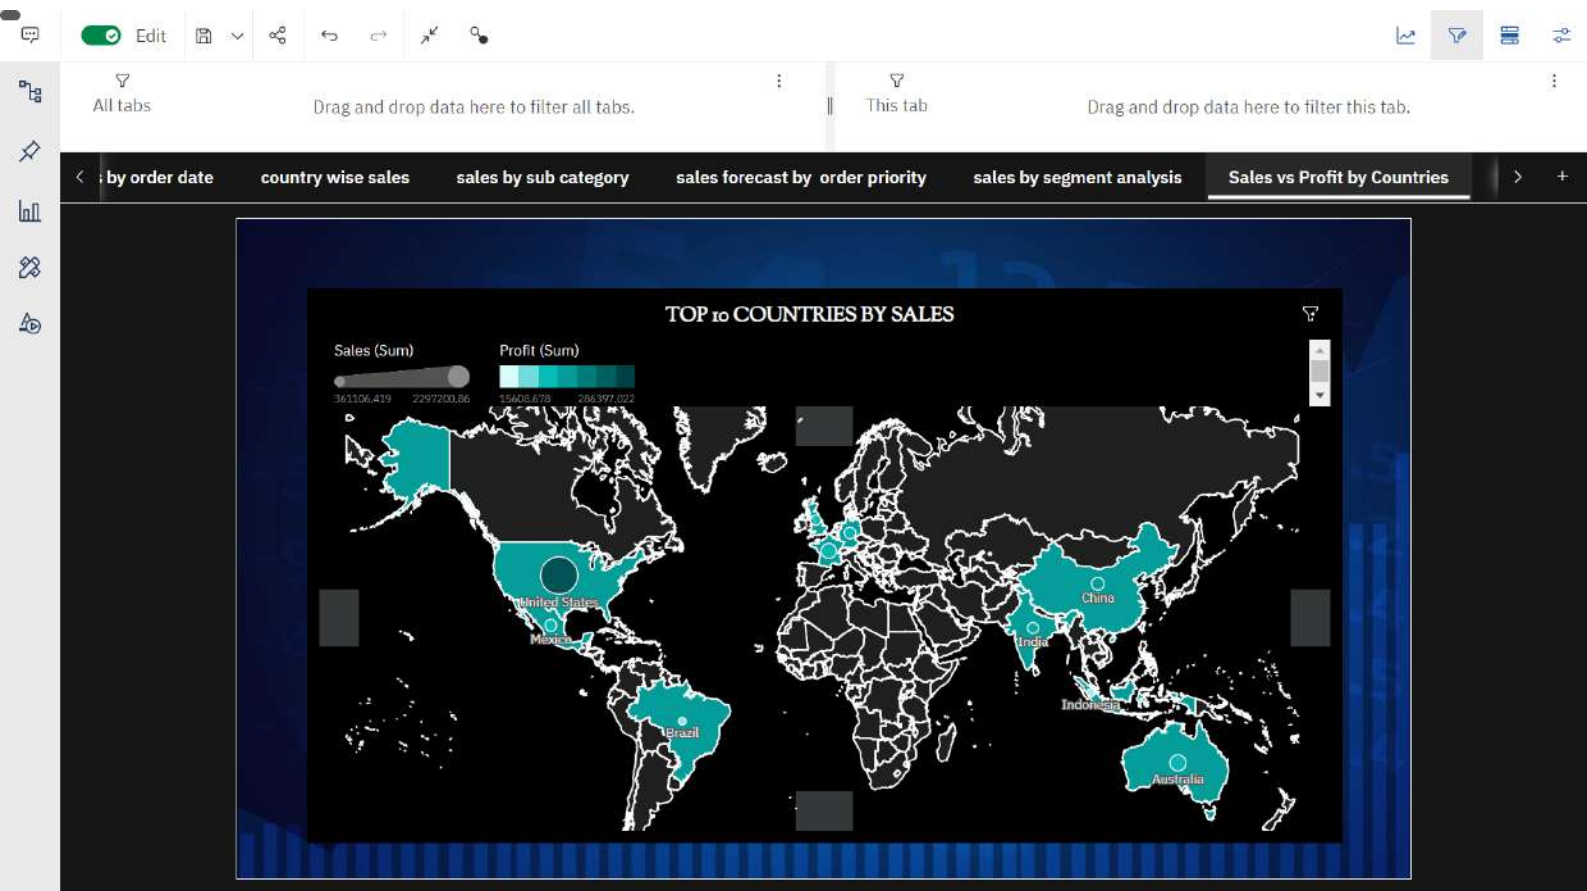 Edit
All tabs
Drag and drop data here to filter all tabs.
This tab
Drag and drop data here to filter this tab.
by order date
country wise sales
sales by sub category
sales forecast by order priority
sales by segment analysis
Sales vs Profit by Countries
TOP 10 COUNTRIES BY SALES
Sales (Sum)
Profit (Sum)
361106.419
2297200.86
15608.678
286397.022
United States
Mexico
Brazil
China
India
Indonesia
Australia